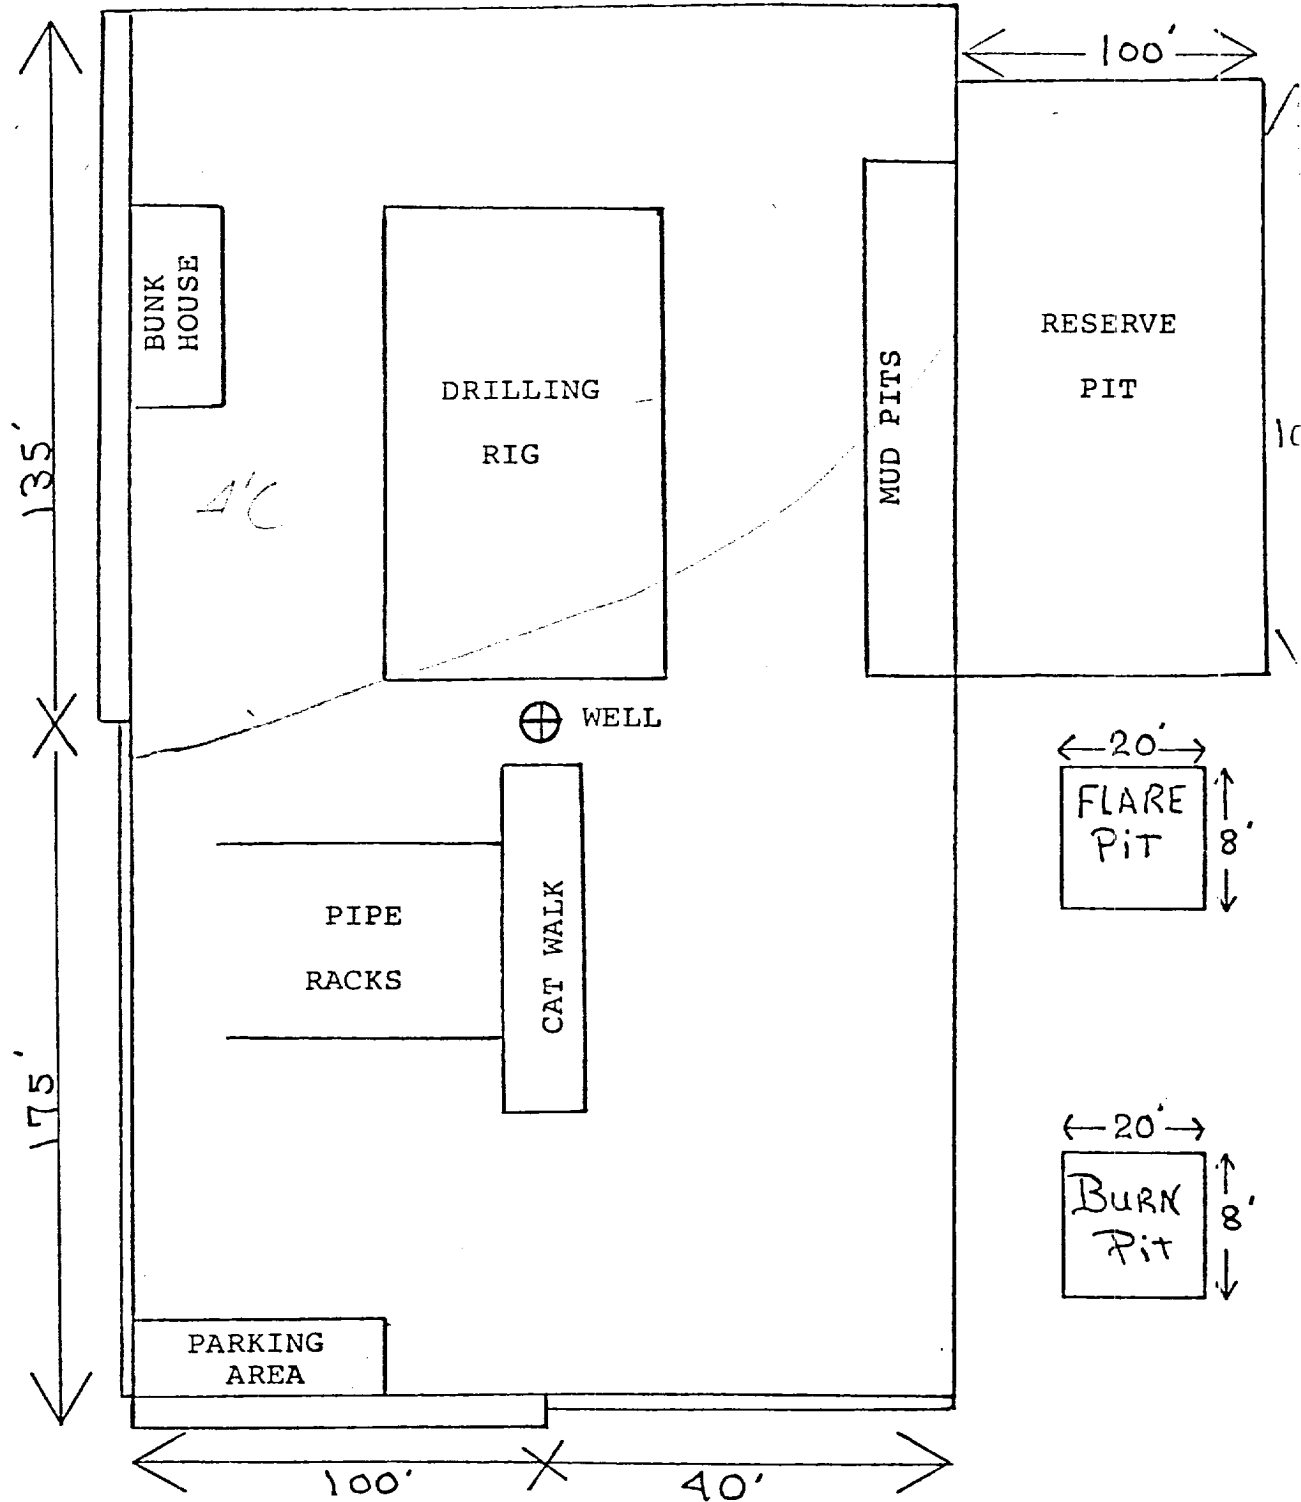 100'
BUNK
HOUSE
DRILLING
RIG
MUD PITS
RESERVE
PIT
135'
WELL
20'
FLARE
PiT
8'
PIPE
RACKS
CAT WALK
175'
20'
BURN
Pit
8'
PARKING
AREA
100'
40'